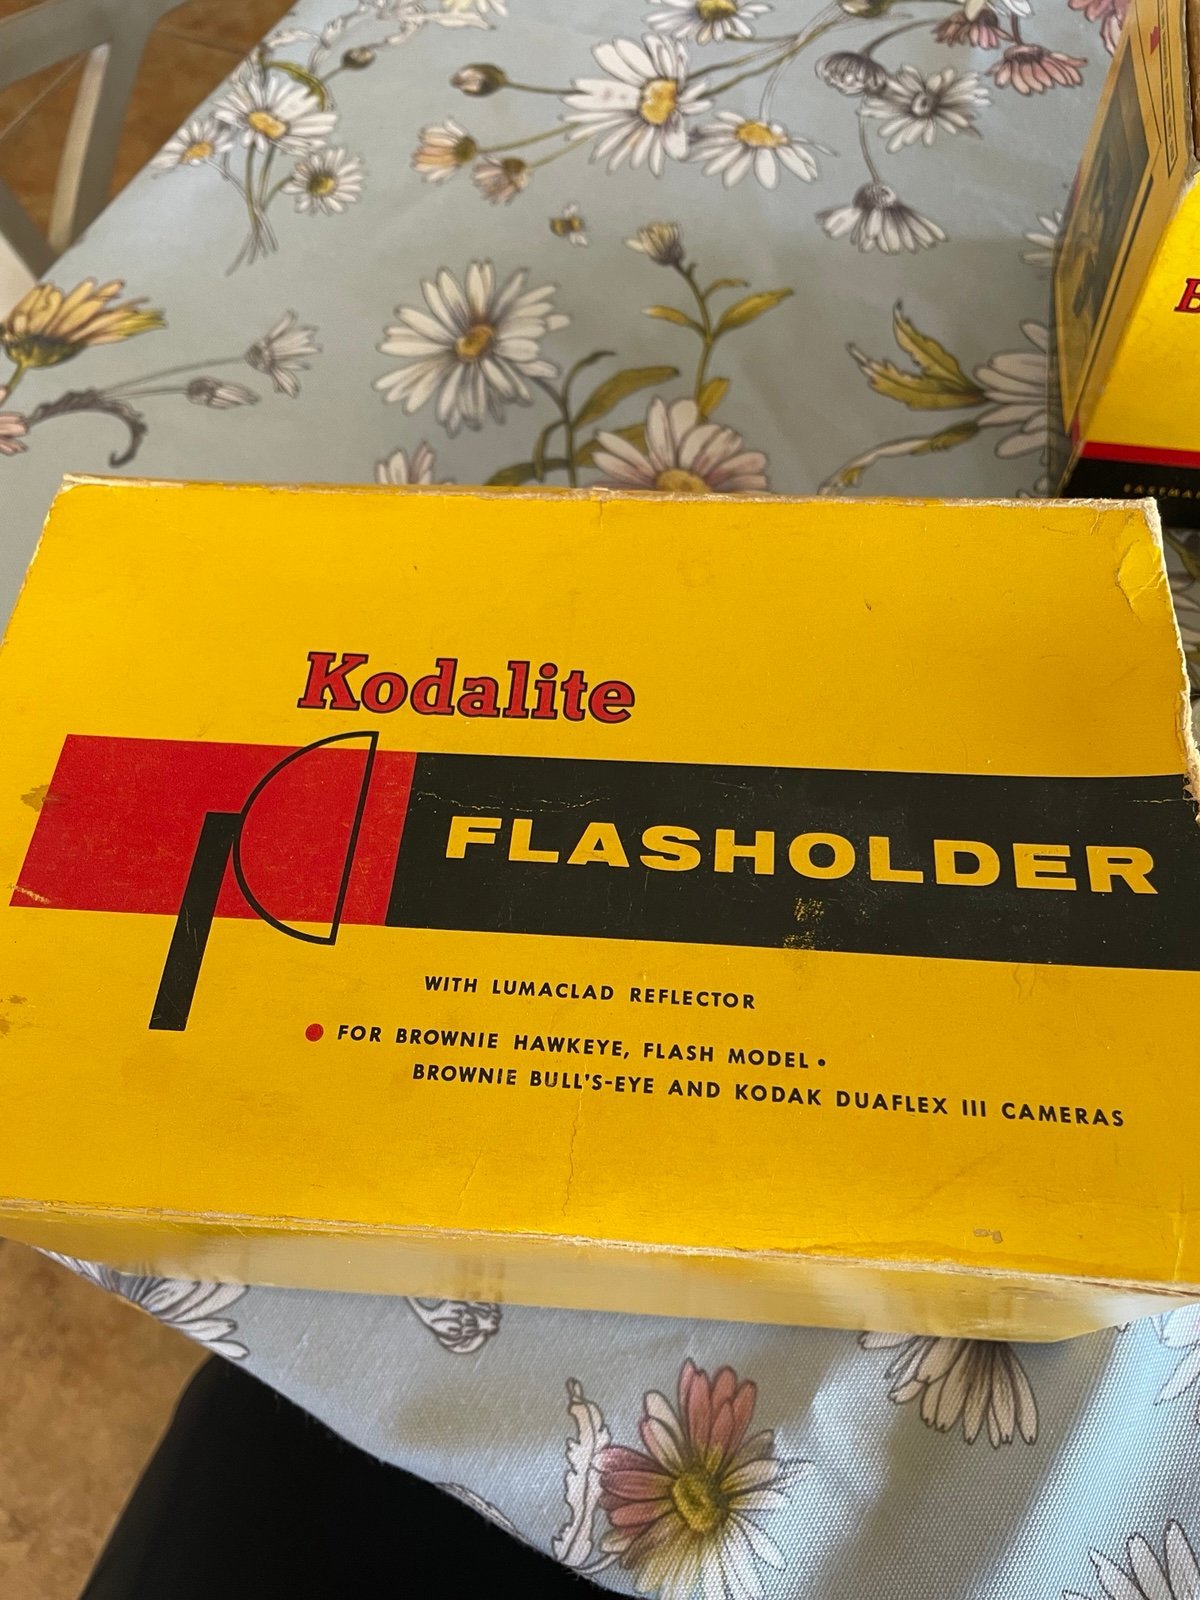 Kodalite
FLASHOLDER
WITH LUMACLAD REFLECTOR
FOR BROWNIE HAWKEYE, FLASH MODEL •
BROWNIE BULL'S-EYE AND KODAK DUAFLEX III CAMERAS